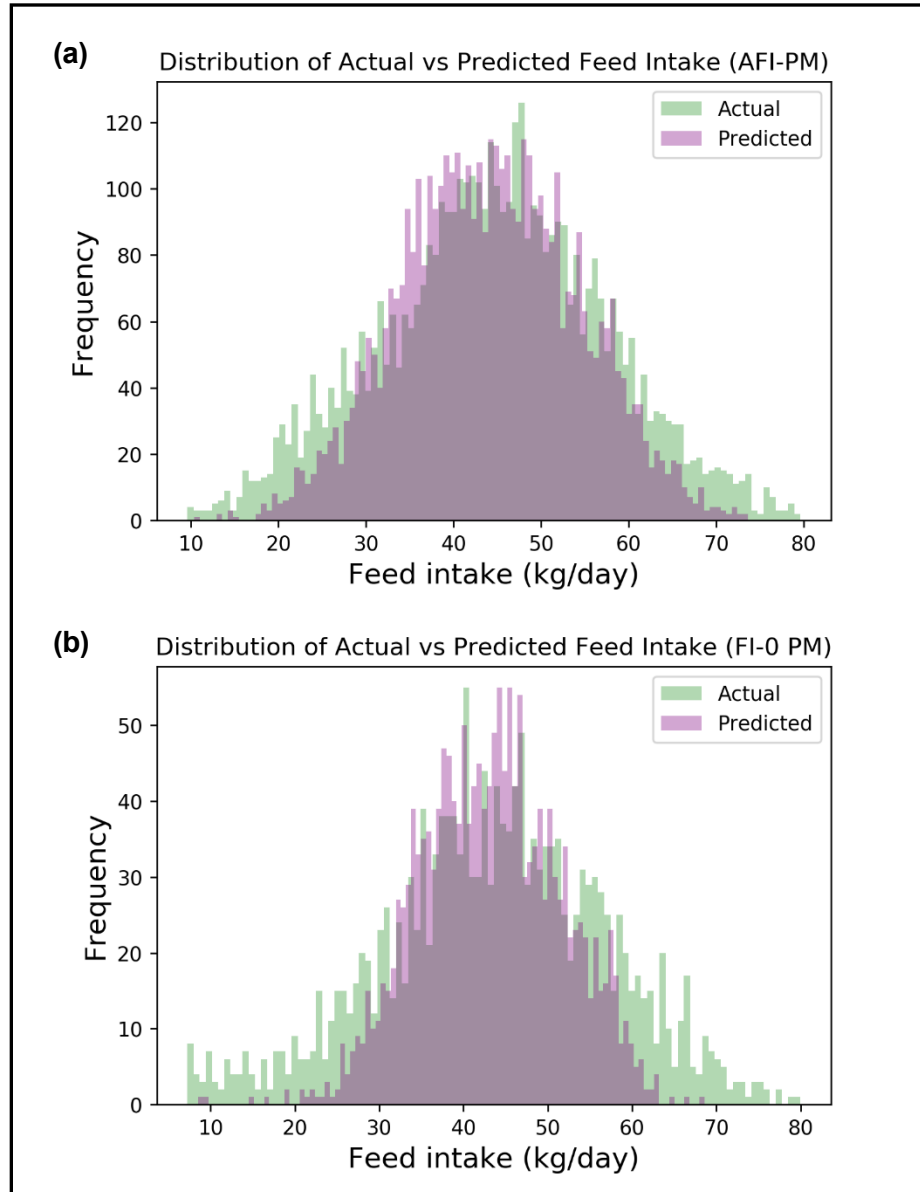 (a)
Distribution of Actual vs Predicted Feed Intake (AFI-PM)
Actual
Predicted
120
100
80
60
40
20
0
Frequency
10 20 30 40 50 60 70 80
Feed intake (kg/day)
(b)
Distribution of Actual vs Predicted Feed Intake (FI-0 PM)
Actual
Predicted
50
40
30
20
10
0
Frequency
10 20 30 40 50 60 70 80
Feed intake (kg/day)